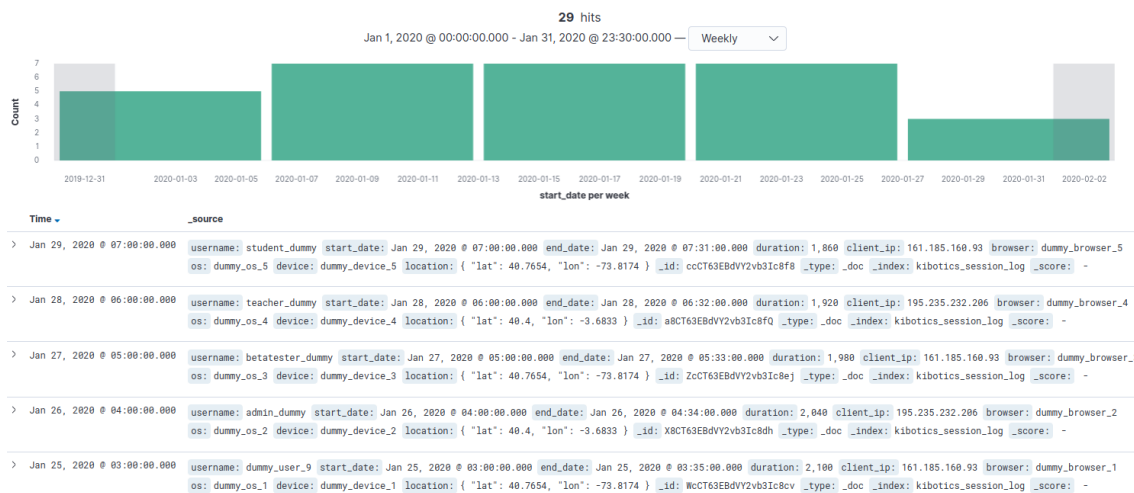 29 hits
Jan 1, 2020 @ 00:00:00.000 - Jan 31, 2020 @ 23:30:00.000 — Weekly
7
6
5
4
3
2
1
0
Count
2019-12-31 2020-01-03 2020-01-05 2020-01-07 2020-01-09 2020-01-11 2020-01-13 2020-01-15 2020-01-17 2020-01-19 2020-01-21 2020-01-23 2020-01-25 2020-01-27 2020-01-29 2020-01-31 2020-02-02
start_date per week
Time _source
Jan 29, 2020 @ 07:00:00.000 username: student_dummy start_date: Jan 29, 2020 @ 07:00:00.000 end_date: Jan 29, 2020 @ 07:31:00.000 duration: 1,860 client_ip: 161.185.160.93 browser: dummy_browser_5
os: dummy_os_5 device: dummy_device_5 location: { "lat": 40.7654, "lon": -73.8174 } _id: ccCT63EBdVY2vb3Ic8f8 _type: _doc _index: kibotics_session_log _score: -
Jan 28, 2020 @ 06:00:00.000 username: teacher_dummy start_date: Jan 28, 2020 @ 06:00:00.000 end_date: Jan 28, 2020 @ 06:32:00.000 duration: 1,920 client_ip: 195.235.232.206 browser: dummy_browser_4
os: dummy_os_4 device: dummy_device_4 location: { "lat": 40.4, "lon": -3.6833 } _id: a8CT63EBdVY2vb3Ic8fQ _type: _doc _index: kibotics_session_log _score: -
Jan 27, 2020 @ 05:00:00.000 username: betatester_dummy start_date: Jan 27, 2020 @ 05:00:00.000 end_date: Jan 27, 2020 @ 05:33:00.000 duration: 1,980 client_ip: 161.185.160.93 browser: dummy_browser_
os: dummy_os_3 device: dummy_device_3 location: { "lat": 40.7654, "lon": -73.8174 } _id: ZcCT63EBdVY2vb3Ic8ej _type: _doc _index: kibotics_session_log _score: -
Jan 26, 2020 @ 04:00:00.000 username: admin_dummy start_date: Jan 26, 2020 @ 04:00:00.000 end_date: Jan 26, 2020 @ 04:34:00.000 duration: 2,040 client_ip: 195.235.232.206 browser: dummy_browser_2
os: dummy_os_2 device: dummy_device_2 location: { "lat": 40.4, "lon": -3.6833 } _id: X8CT63EBdVY2vb3Ic8dh _type: _doc _index: kibotics_session_log _score: -
Jan 25, 2020 @ 03:00:00.000 username: dummy_user_9 start_date: Jan 25, 2020 @ 03:00:00.000 end_date: Jan 25, 2020 @ 03:35:00.000 duration: 2,100 client_ip: 161.185.160.93 browser: dummy_browser_1
os: dummy_os_1 device: dummy_device_1 location: { "lat": 40.7654, "lon": -73.8174 } _id: WcCT63EBdVY2vb3Ic8cv _type: _doc _index: kibotics_session_log _score: -